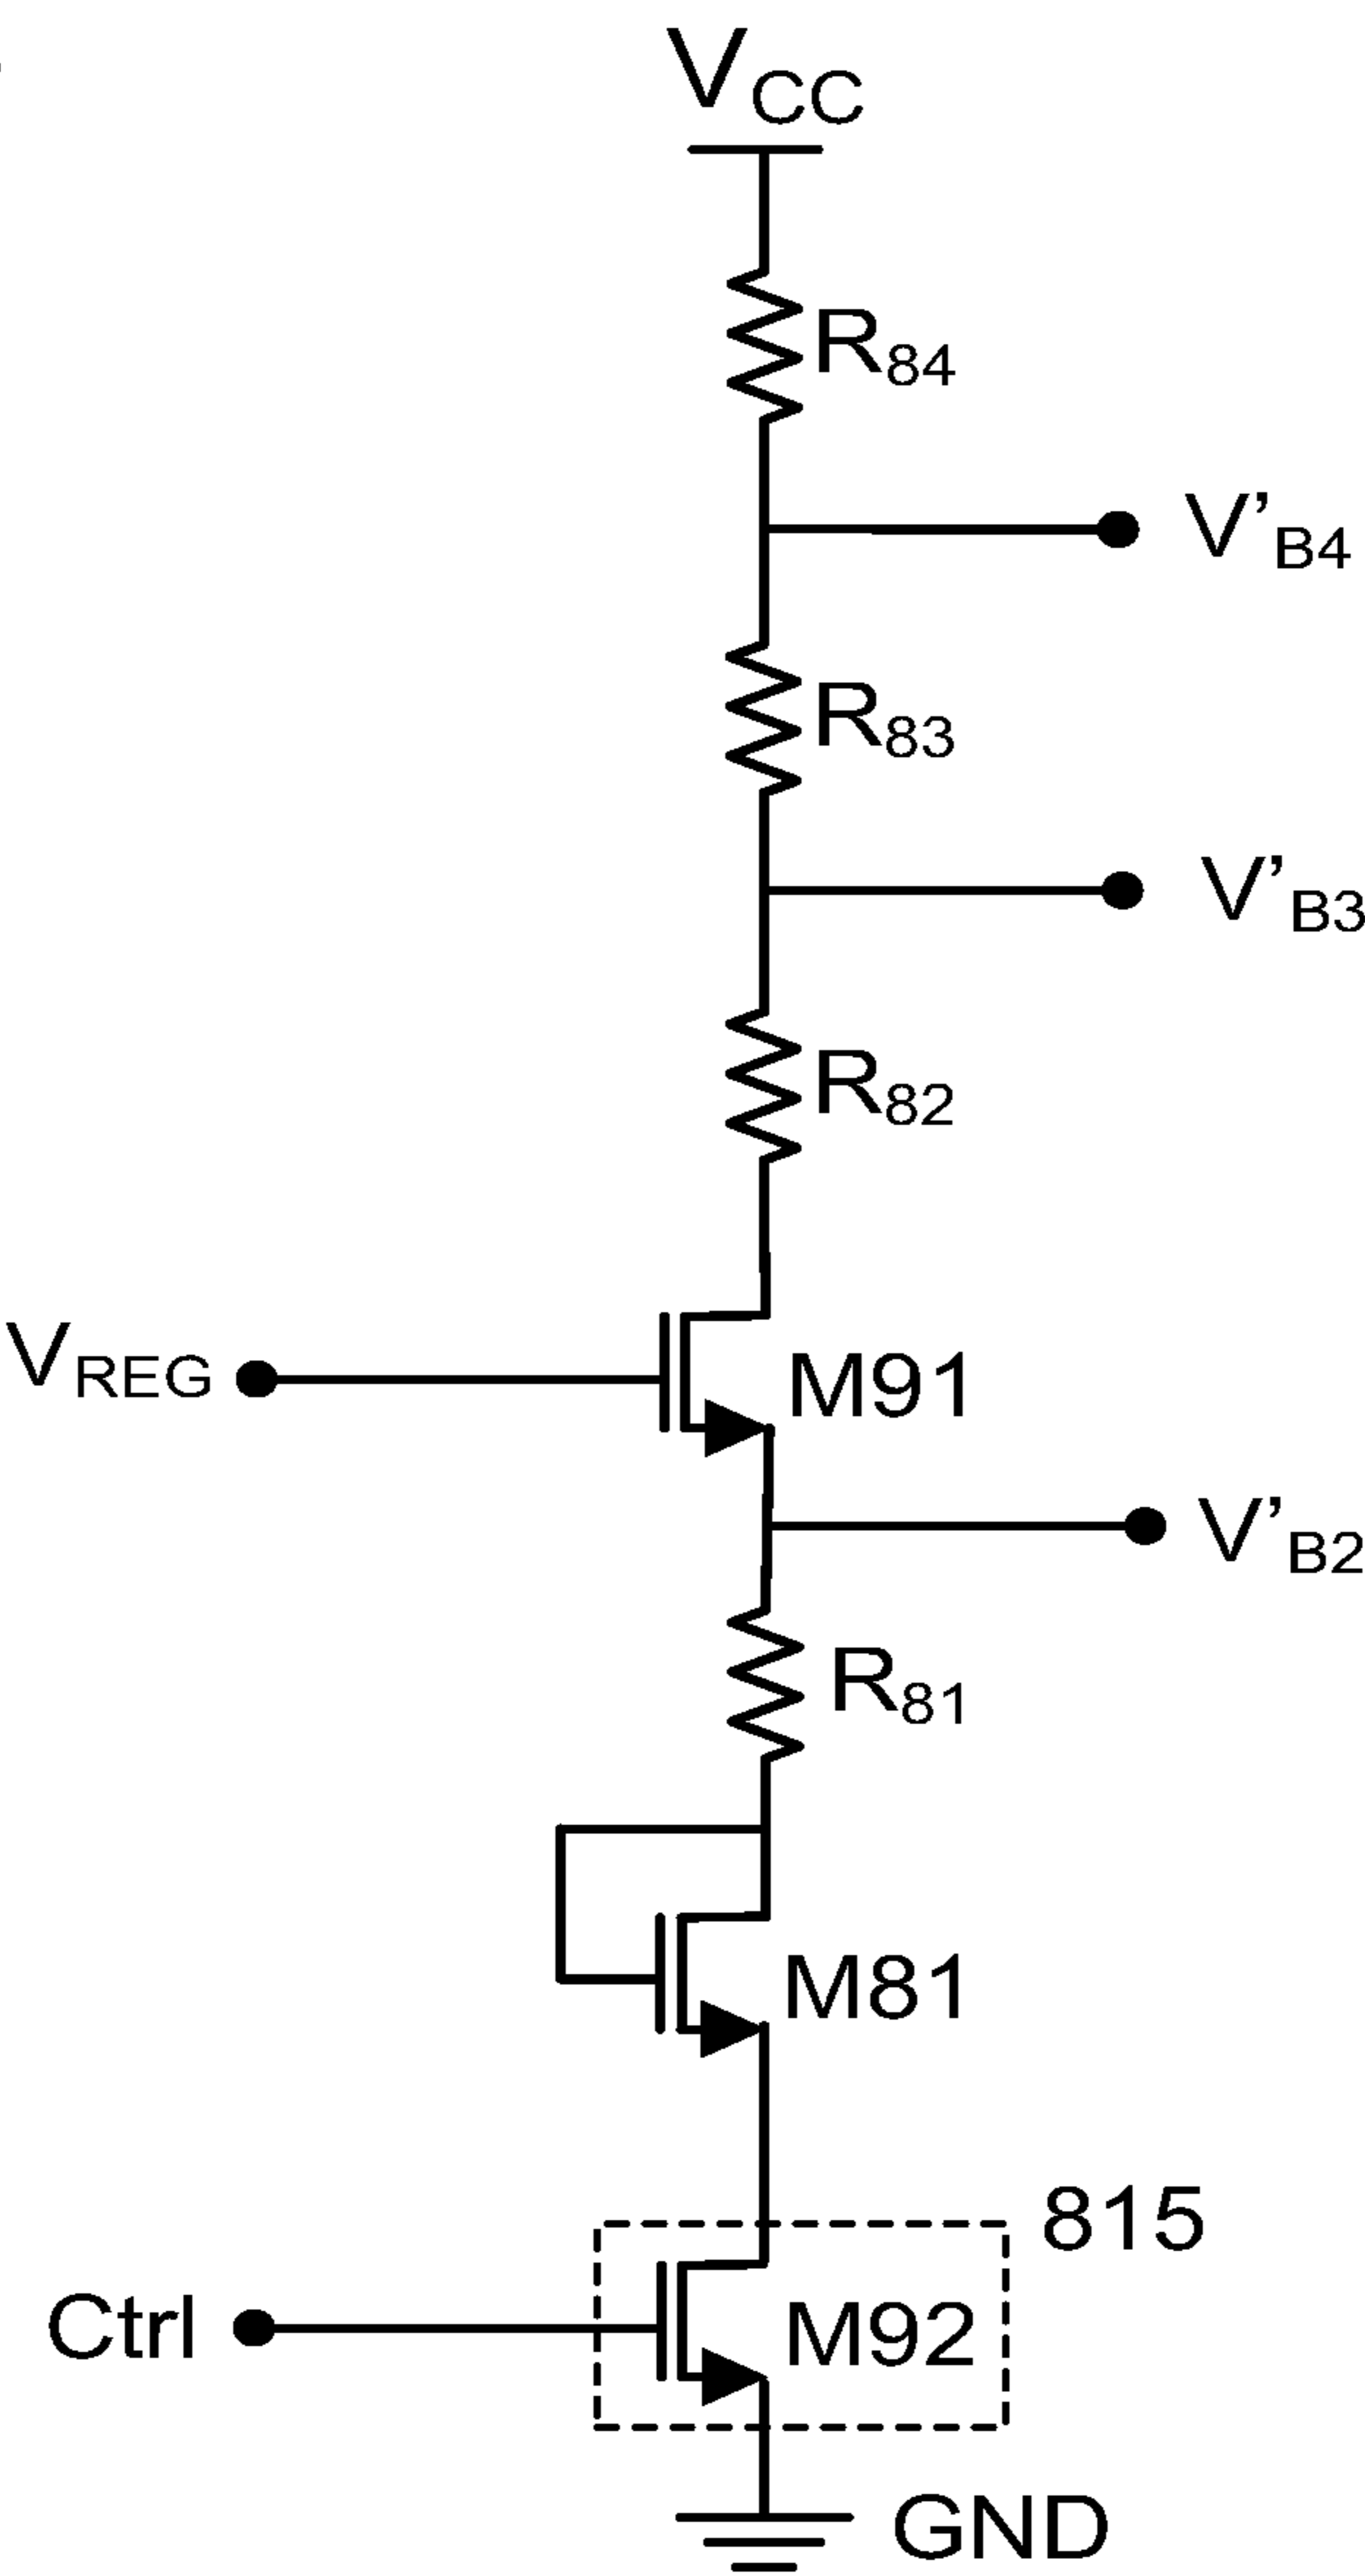 VCC
R84
V’B4
R83
V’B3
R82
VREG
M91
V’B2
R81
M81
815
Ctrl
M92
GND